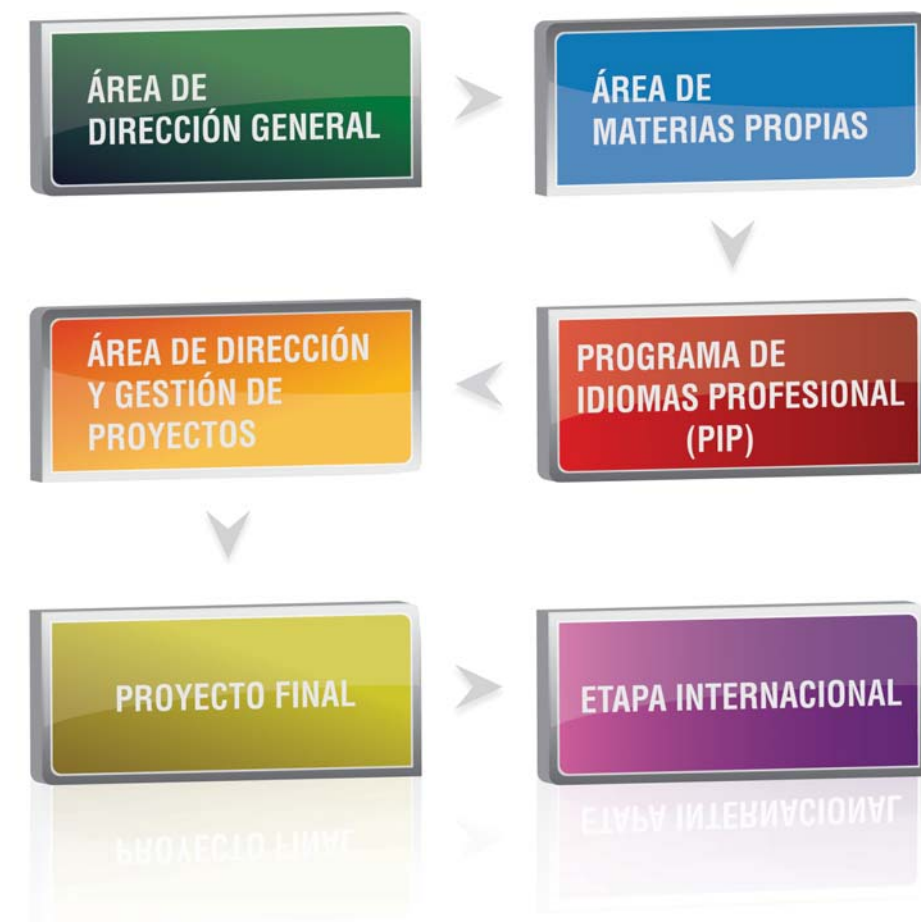 ÁREA DE
DIRECCIÓN GENERAL
ÁREA DE
MATERIAS PROPIAS
PROGRAMA DE
IDIOMAS PROFESIONAL
(PIP)
ÁREA DE DIRECCIÓN
Y GESTIÓN DE
PROYECTOS
PROYECTO FINAL
ETAPA INTERNACIONAL